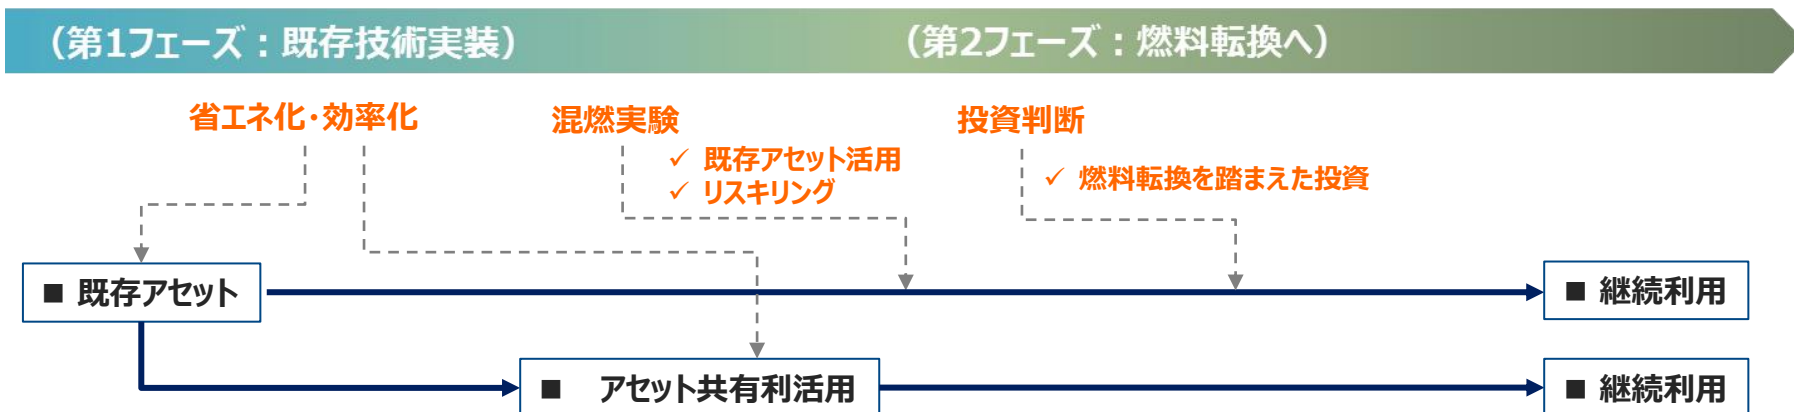 （第1フェーズ：既存技術実装）
（第2フェーズ：燃料転換へ）
省エネ化・効率化
混燃実験
✓ 既存アセット活用
✓ リスキリング
投資判断
✓ 燃料転換を踏まえた投資
■ 既存アセット
■ 継続利用
■ アセット共有利活用
■ 継続利用